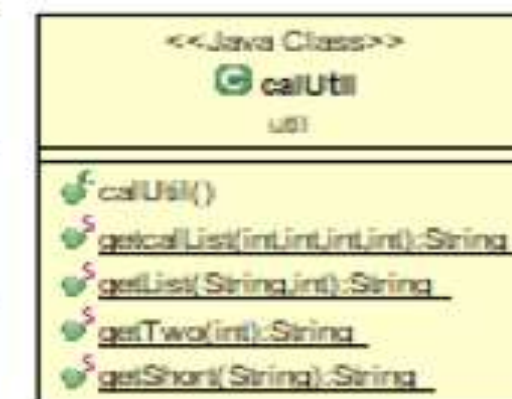 <<Java Class>>
C calUtil
util
C calUtil()
S getcalList(int,int,int,int):String
S getList(String,int):String
S getTwo(int):String
S getShort(String):String